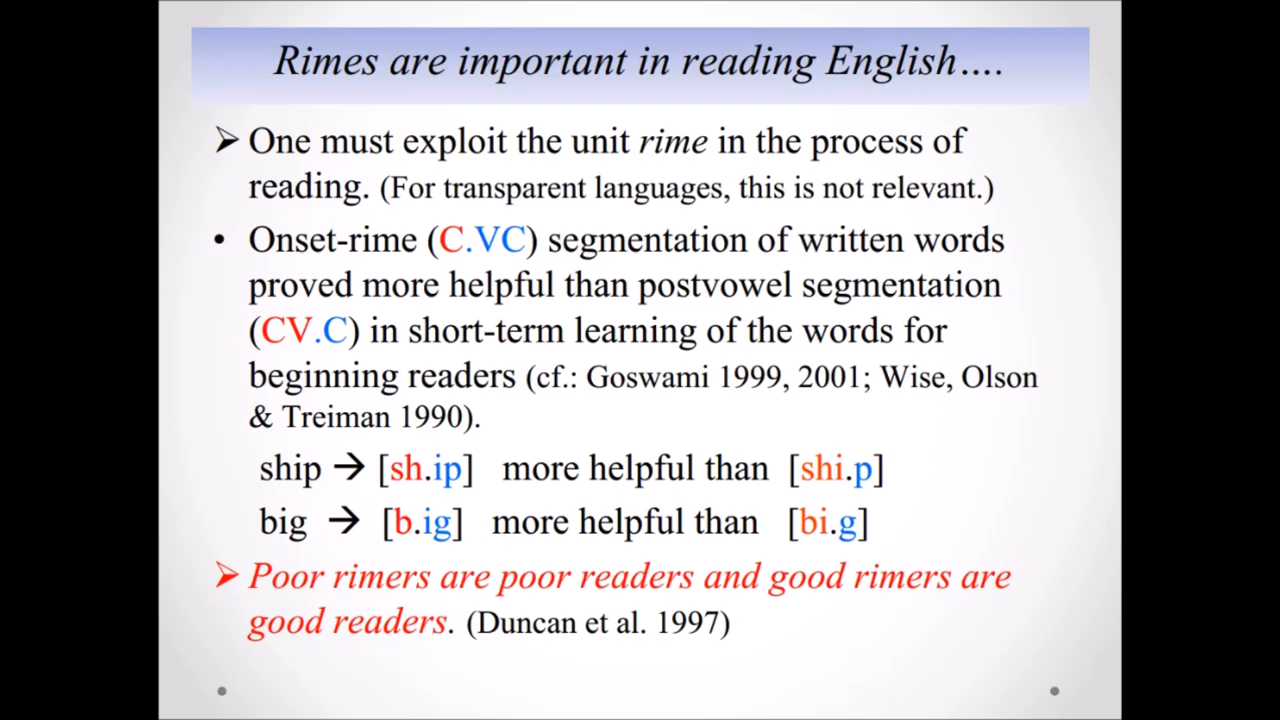 Rimes are important in reading English….
➢ One must exploit the unit rime in the process of
reading. (For transparent languages, this is not relevant.)
• Onset-rime (C.VC) segmentation of written words
proved more helpful than postvowel segmentation
(CV.C) in short-term learning of the words for
beginning readers (cf.: Goswami 1999, 2001; Wise, Olson
& Treiman 1990).
ship → [sh.ip] more helpful than [shi.p]
big → [b.ig] more helpful than [bi.g]
➢ Poor rimers are poor readers and good rimers are
good readers. (Duncan et al. 1997)